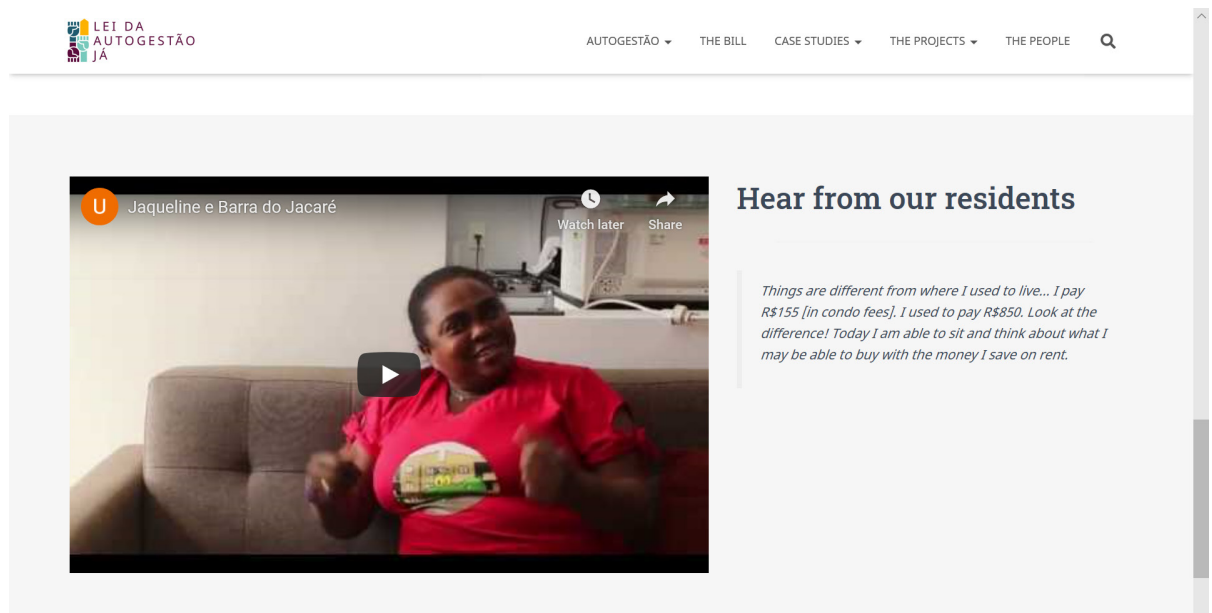 LEI DA
AUTOGESTÃO
JÁ
AUTOGESTÃO THE BILL CASE STUDIES THE PROJECTS THE PEOPLE
U Jaqueline e Barra do Jacaré
Watch later Share
Hear from our residents
Things are different from where I used to live... I pay
R$155 [in condo fees]. I used to pay R$850. Look at the
difference! Today I am able to sit and think about what I
may be able to buy with the money I save on rent.